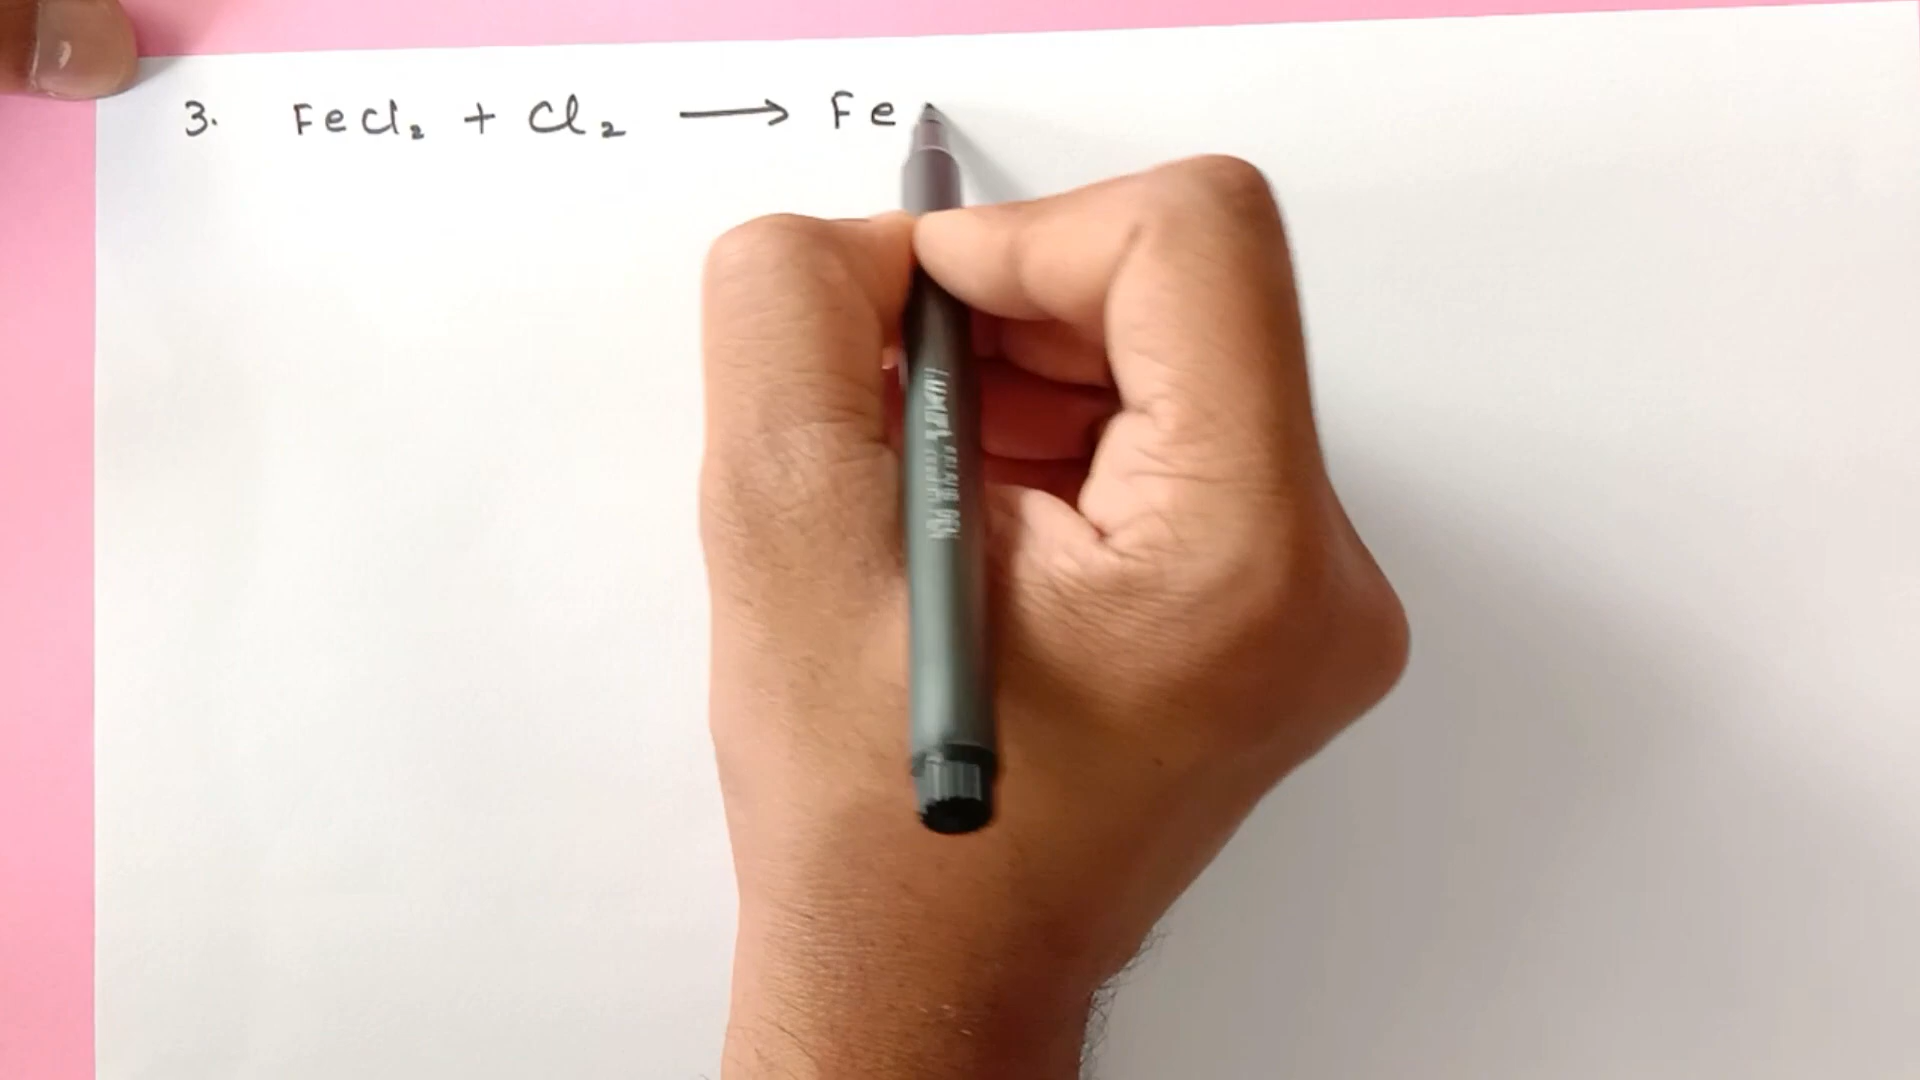 3. FeCl₂ + Cl₂ ⟶ Fe